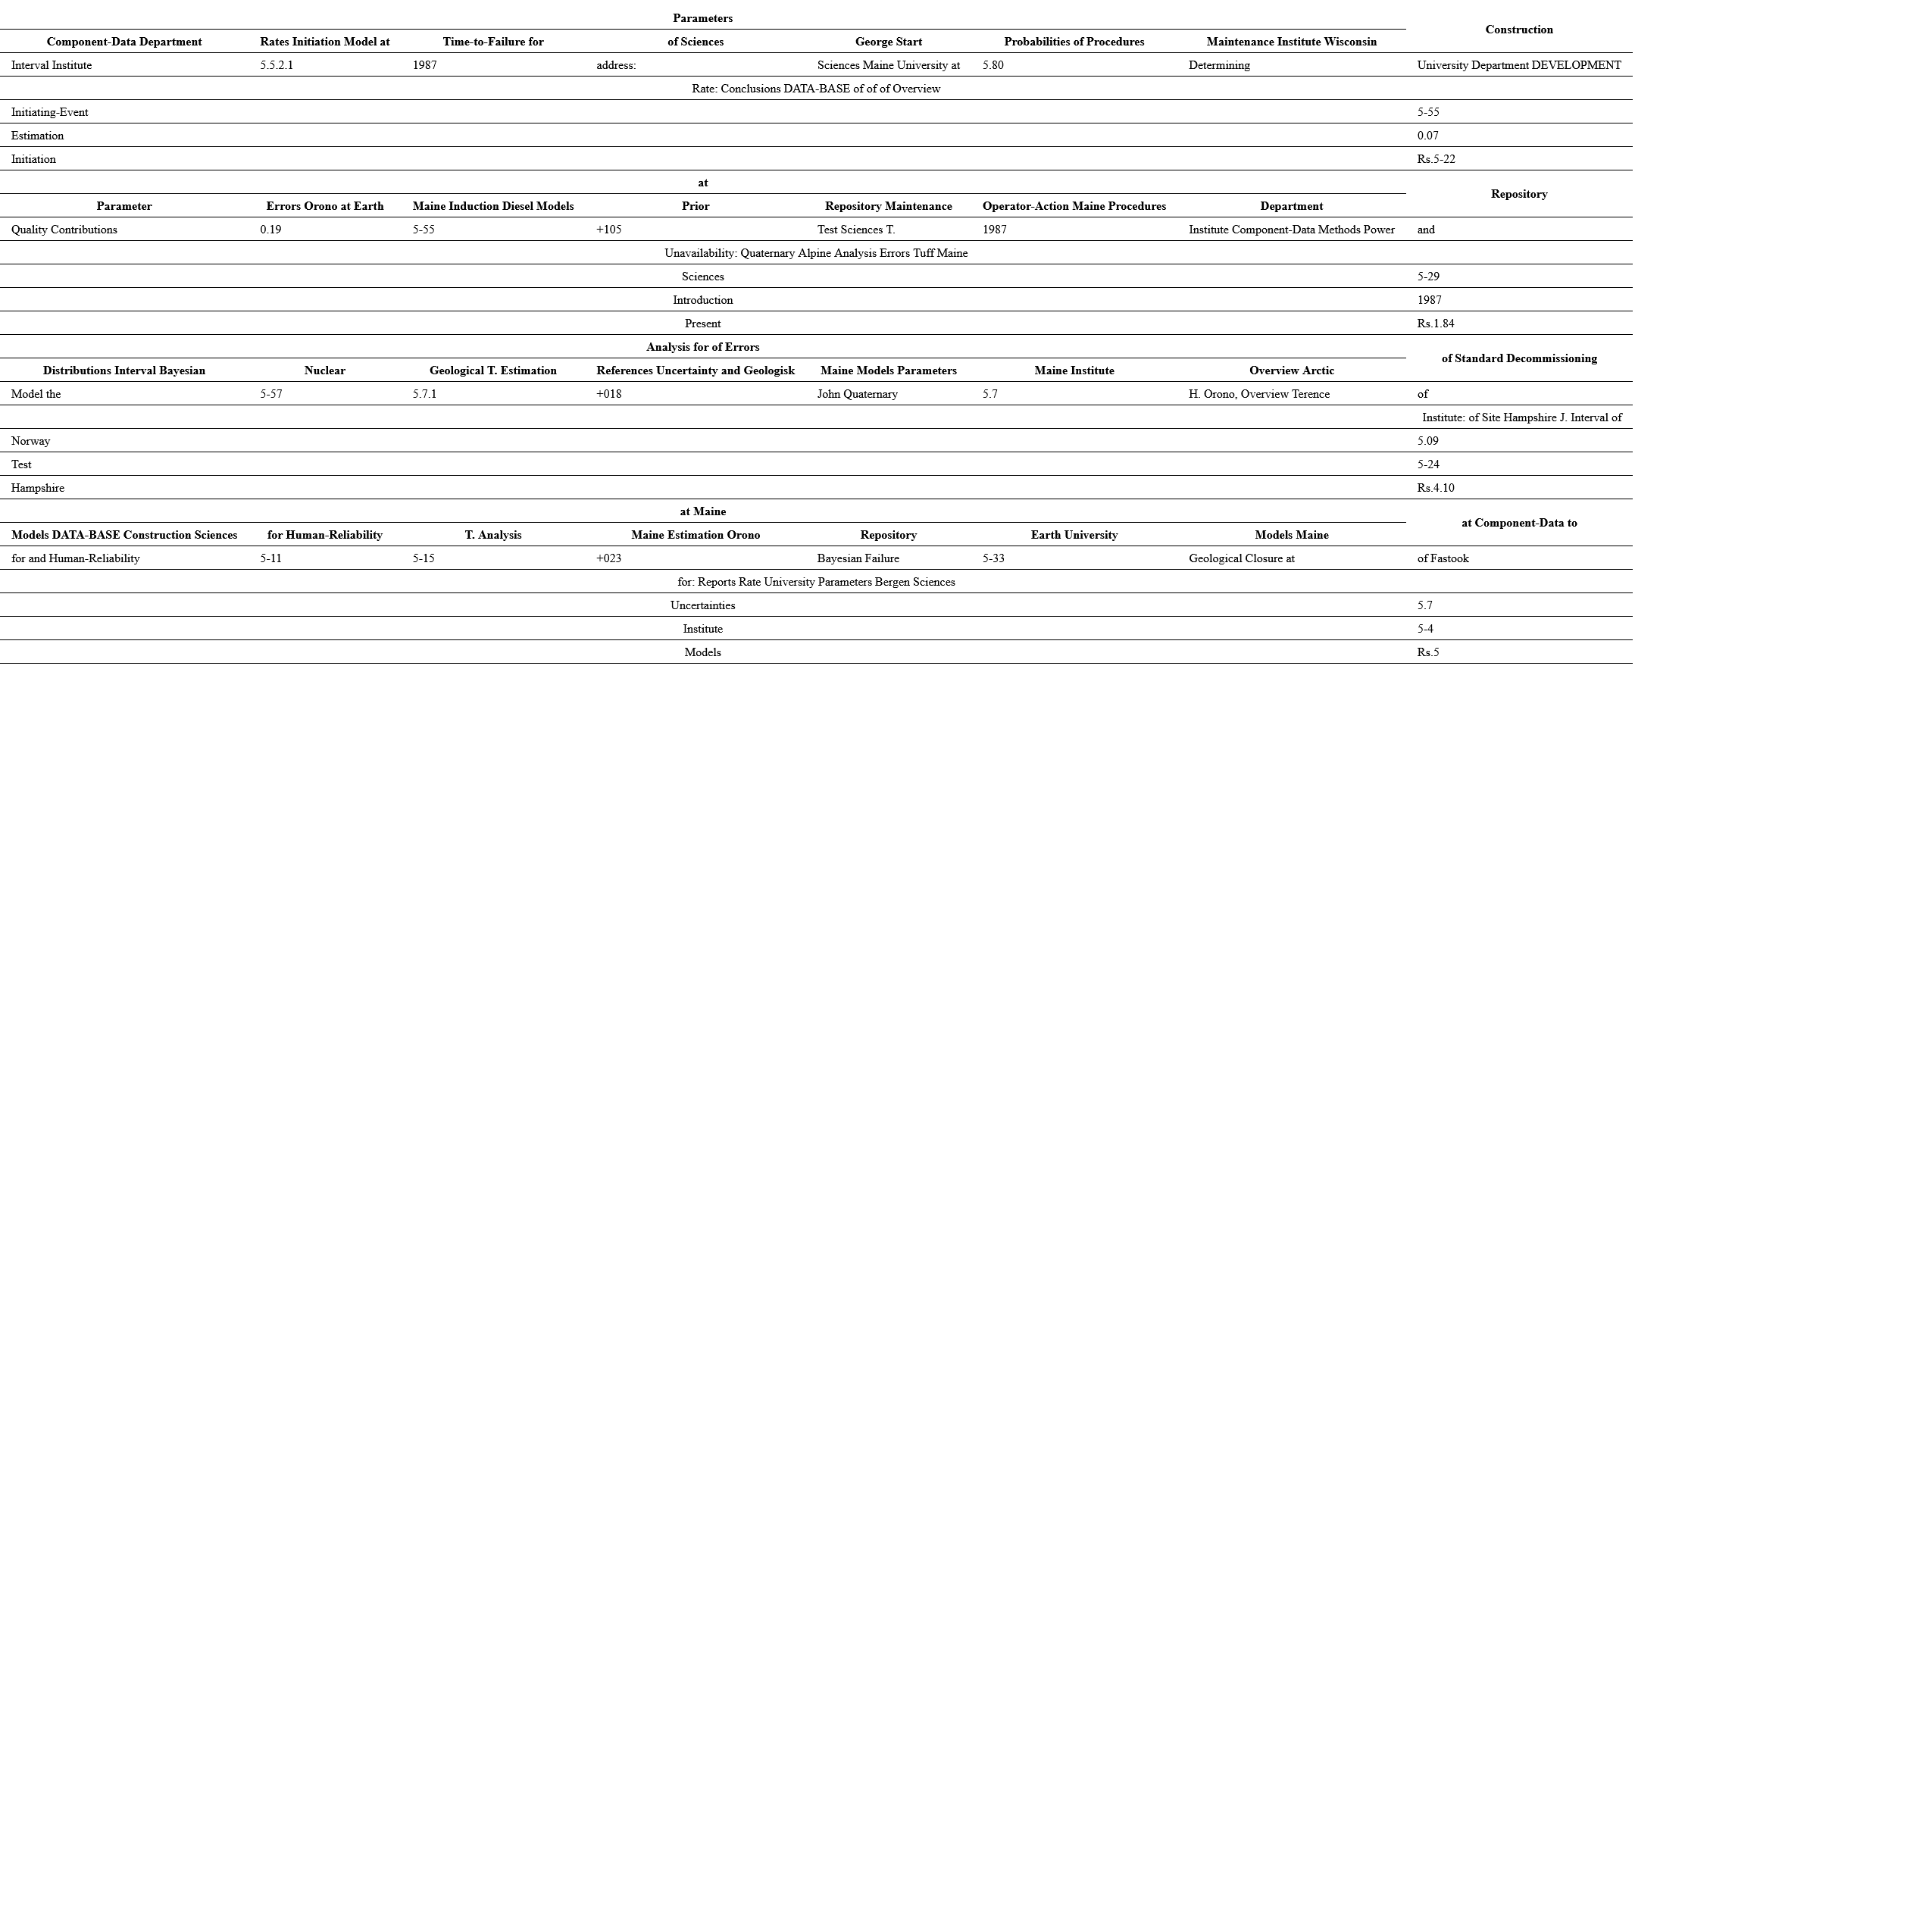 Parameters Construction
Component-Data Department Rates Initiation Model at Time-to-Failure for of Sciences George Start Probabilities of Procedures Maintenance Institute Wisconsin
Interval Institute 5.5.2.1 1987 address: Sciences Maine University at 5.80 Determining University Department DEVELOPMENT
Rate: Conclusions DATA-BASE of of of Overview
Initiating-Event 5-55
Estimation 0.07
Initiation Rs.5-22
at Repository
Parameter Errors Orono at Earth Maine Induction Diesel Models Prior Repository Maintenance Operator-Action Maine Procedures Department
Quality Contributions 0.19 5-55 +105 Test Sciences T. 1987 Institute Component-Data Methods Power and
Unavailability: Quaternary Alpine Analysis Errors Tuff Maine
Sciences 5-29
Introduction 1987
Present Rs.1.84
Analysis for of Errors of Standard Decommissioning
Distributions Interval Bayesian Nuclear Geological T. Estimation References Uncertainty and Geologisk Maine Models Parameters Maine Institute Overview Arctic
Model the 5-57 5.7.1 +018 John Quaternary 5.7 H. Orono, Overview Terence of
Institute: of Site Hampshire J. Interval of
Norway 5.09
Test 5-24
Hampshire Rs.4.10
at Maine at Component-Data to
Models DATA-BASE Construction Sciences for Human-Reliability T. Analysis Maine Estimation Orono Repository Earth University Models Maine
for and Human-Reliability 5-11 5-15 +023 Bayesian Failure 5-33 Geological Closure at of Fastook
for: Reports Rate University Parameters Bergen Sciences
Uncertainties 5.7
Institute 5-4
Models Rs.5